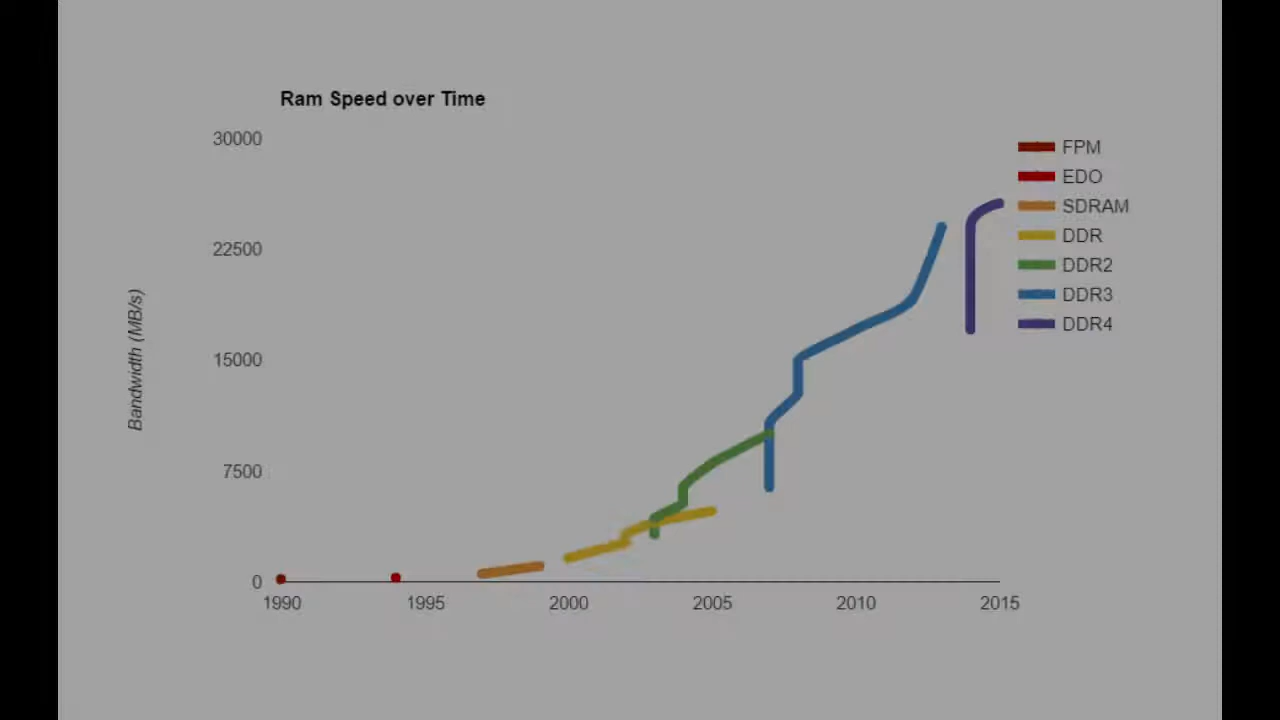 Ram Speed over Time
30000
22500
15000
7500
0
Bandwidth (MB/s)
1990 1995 2000 2005 2010 2015
FPM
EDO
SDRAM
DDR
DDR2
DDR3
DDR4